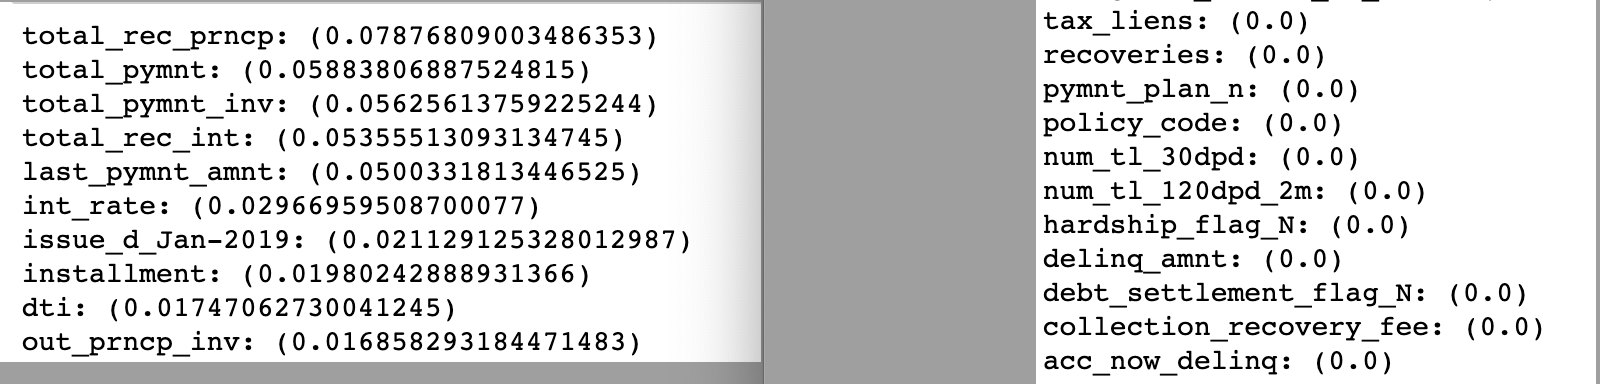 total_rec_prncp: (0.07876809003486353)
total_pymnt: (0.05883806887524815)
total_pymnt_inv: (0.05625613759225244)
total_rec_int: (0.05355513093134745)
last_pymnt_amnt: (0.0500331813446525)
int_rate: (0.02966959508700077)
issue_d_Jan-2019: (0.021129125328012987)
installment: (0.01980242888931366)
dti: (0.01747062730041245)
out_prncp_inv: (0.016858293184471483)
tax_liens: (0.0)
recoveries: (0.0)
pymnt_plan_n: (0.0)
policy_code: (0.0)
num_tl_30dpd: (0.0)
num_tl_120dpd_2m: (0.0)
hardship_flag_N: (0.0)
delinq_amnt: (0.0)
debt_settlement_flag_N: (0.0)
collection_recovery_fee: (0.0)
acc_now_delinq: (0.0)